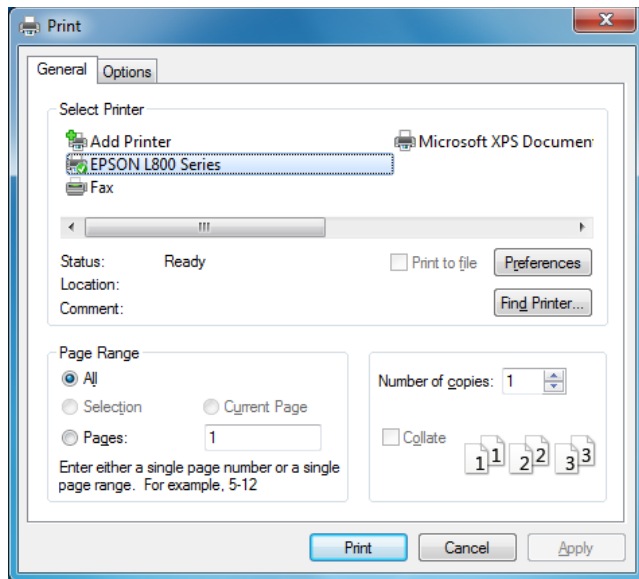 Print
General Options
Select Printer
Add Printer Microsoft XPS Documen
EPSON L800 Series
Fax
Status: Ready Print to file Preferences
Location:
Comment: Find Printer...
Page Range
All Number of copies: 1
Selection Current Page
Pages: 1 Collate
1 1 2 2 3 3
Enter either a single page number or a single
page range. For example, 5-12
Print Cancel Apply